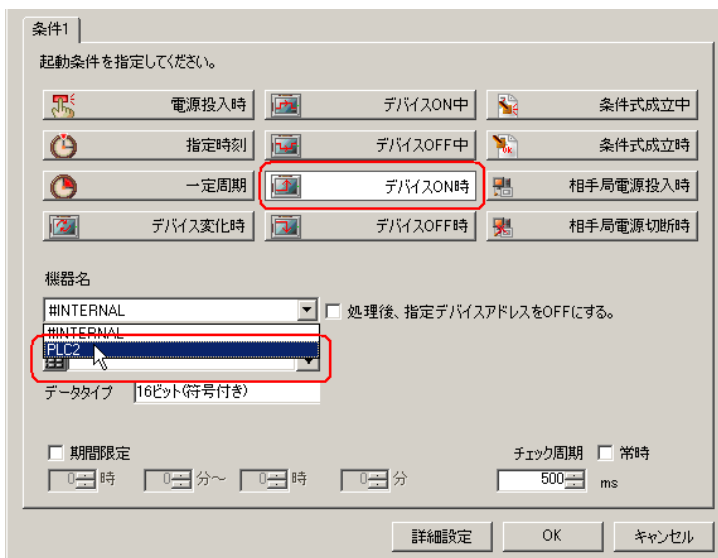 条件1
起動条件を指定してください。
電源投入時 デバイスON中 条件式成立中
指定時刻 デバイスOFF中 条件式成立時
一定周期 デバイスON時 相手局電源投入時
デバイス変化時 デバイスOFF時 相手局電源切断時
機器名
#INTERNAL 処理後、指定デバイスアドレスをOFFにする。
#INTERNAL
PLC2
データタイプ 16ビット(符号付き)
期間限定 チェック周期 常時
0 時 0 分～ 0 時 0 分 500 ms
詳細設定 OK キャンセル